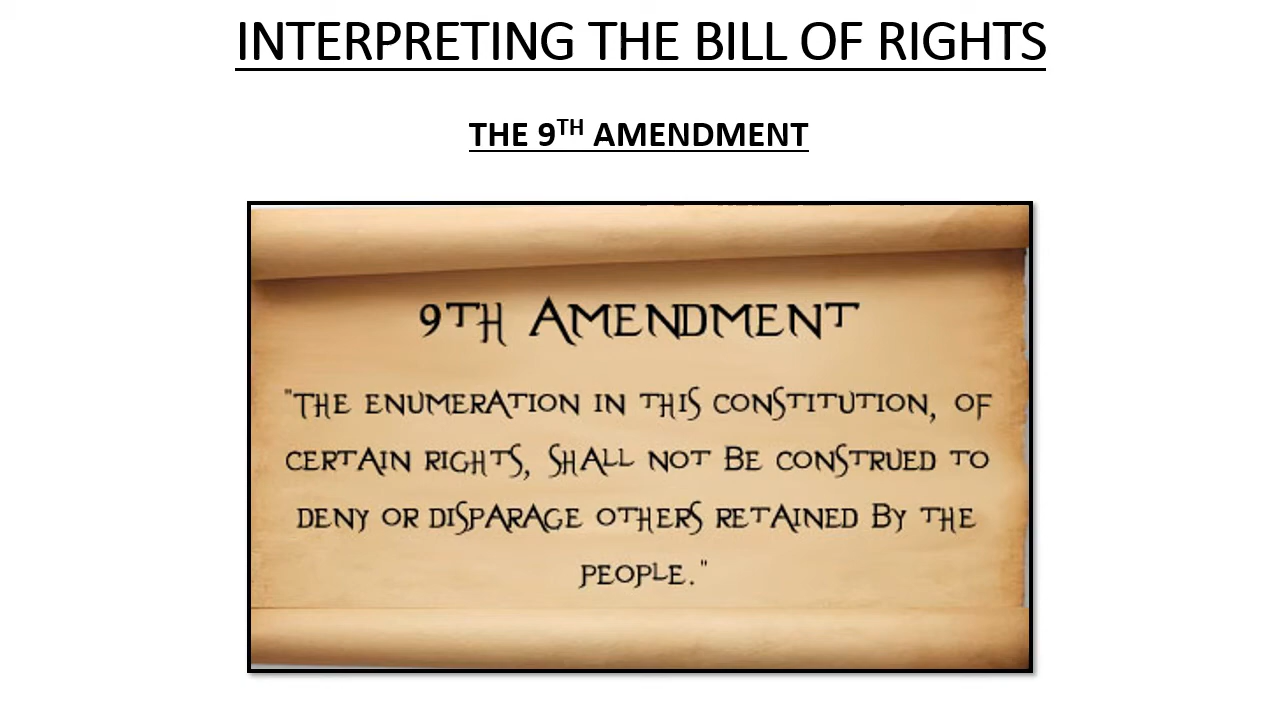 INTERPRETING THE BILL OF RIGHTS
THE 9TH AMENDMENT
9TH AMENDMENT
"THE ENUMERATION IN THIS CONSTITUTION, OF
CERTAIN RIGHTS, SHALL NOT BE CONSTRUED TO
DENY OR DISPARAGE OTHERS RETAINED BY THE
PEOPLE."